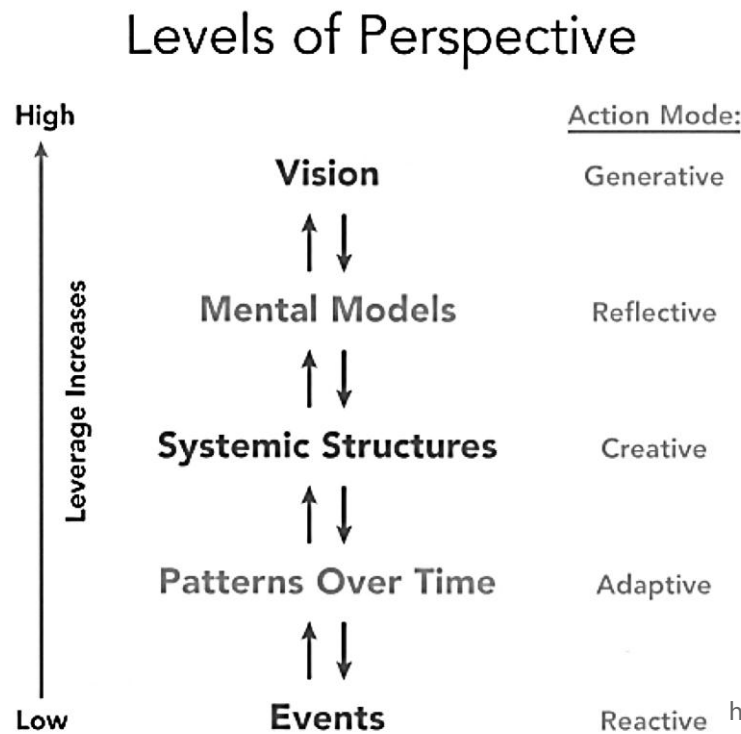 Levels of Perspective
High
Action Mode:
Vision
Generative
Mental Models
Reflective
Leverage Increases
Systemic Structures
Creative
Patterns Over Time
Adaptive
Low
Events
Reactive
h